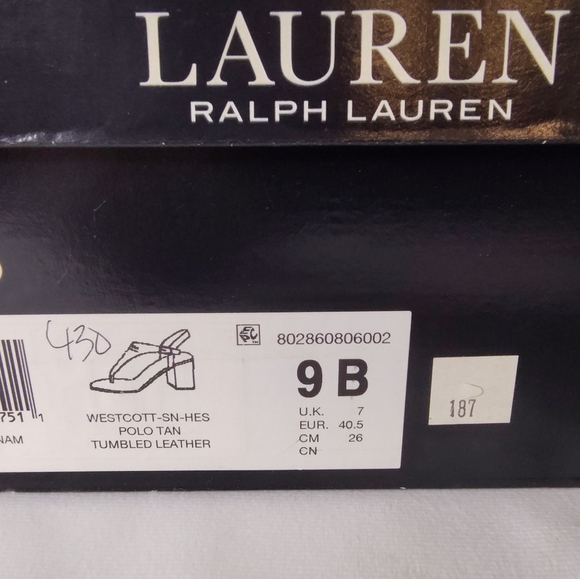 LAUREN
RALPH LAUREN
430
802860806002
9 B
U.K. 7
EUR. 40.5
CM 26
CN
751 1
NAM
WESTCOTT-SN-HES
POLO TAN
TUMBLED LEATHER
187